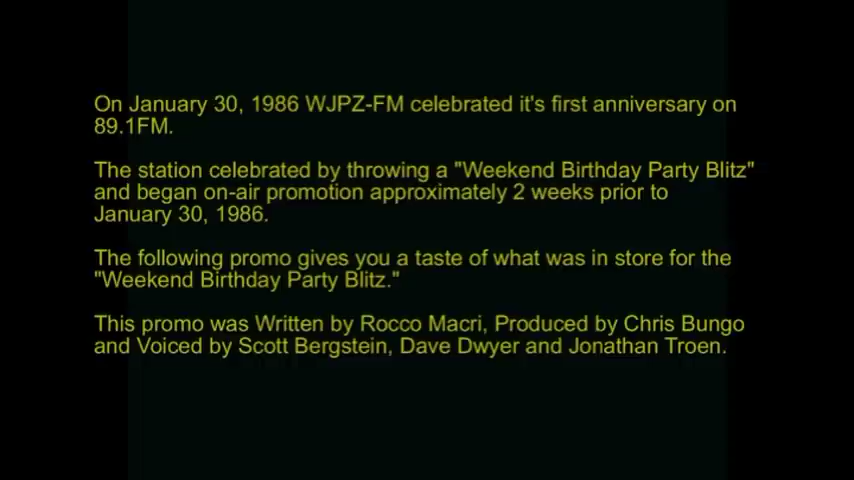 On January 30, 1986 WJPZ-FM celebrated it's first anniversary on
89.1FM.
The station celebrated by throwing a "Weekend Birthday Party Blitz"
and began on-air promotion approximately 2 weeks prior to
January 30, 1986.
The following promo gives you a taste of what was in store for the
"Weekend Birthday Party Blitz."
This promo was Written by Rocco Macri, Produced by Chris Bungo
and Voiced by Scott Bergstein, Dave Dwyer and Jonathan Troen.